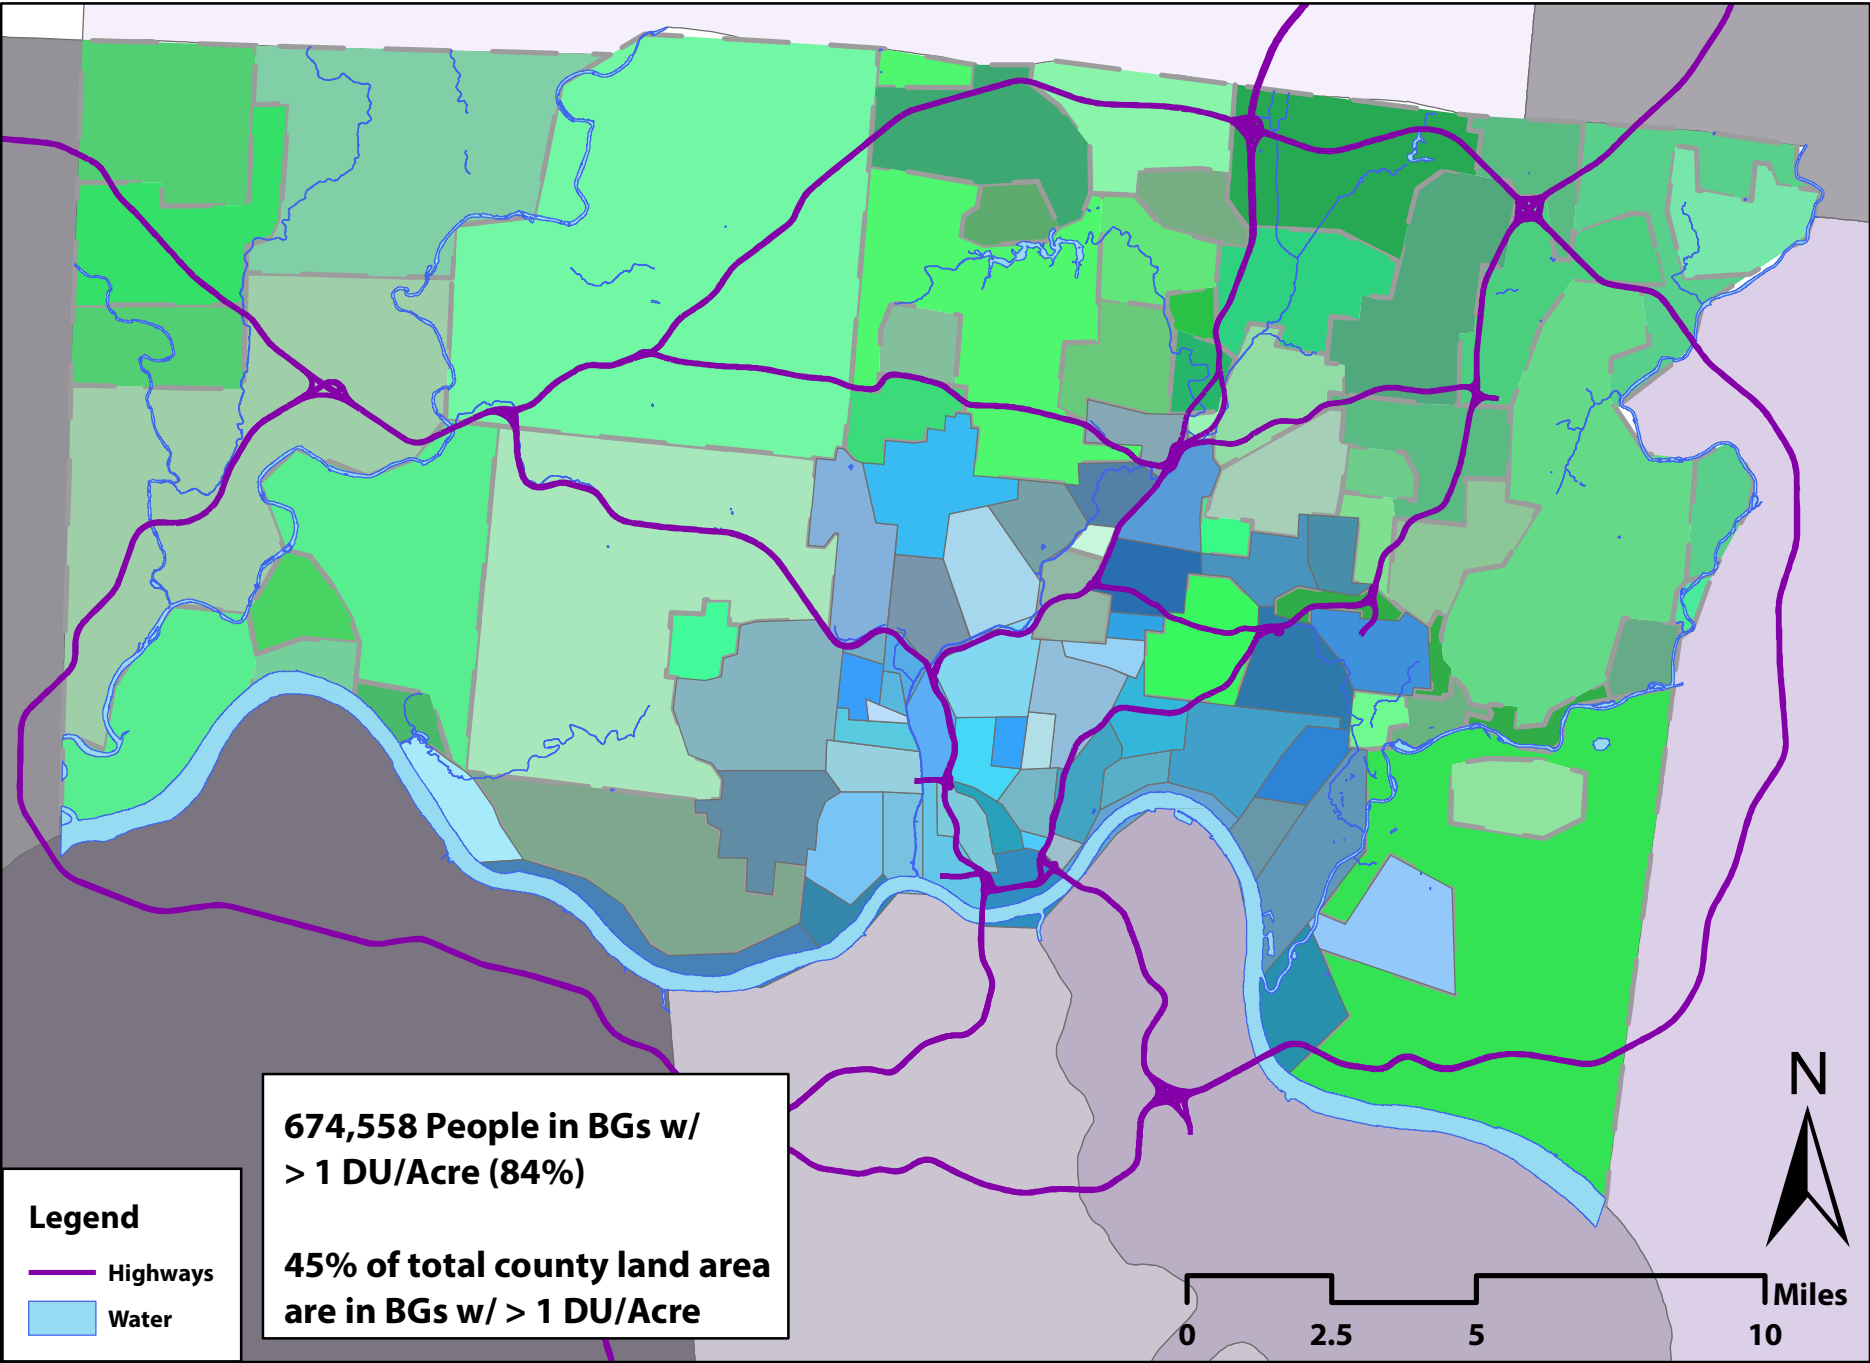 674,558 People in BGs w/
> 1 DU/Acre (84%)
45% of total county land area
are in BGs w/ > 1 DU/Acre
Legend
Highways
Water
N
Miles
0 2.5 5 10